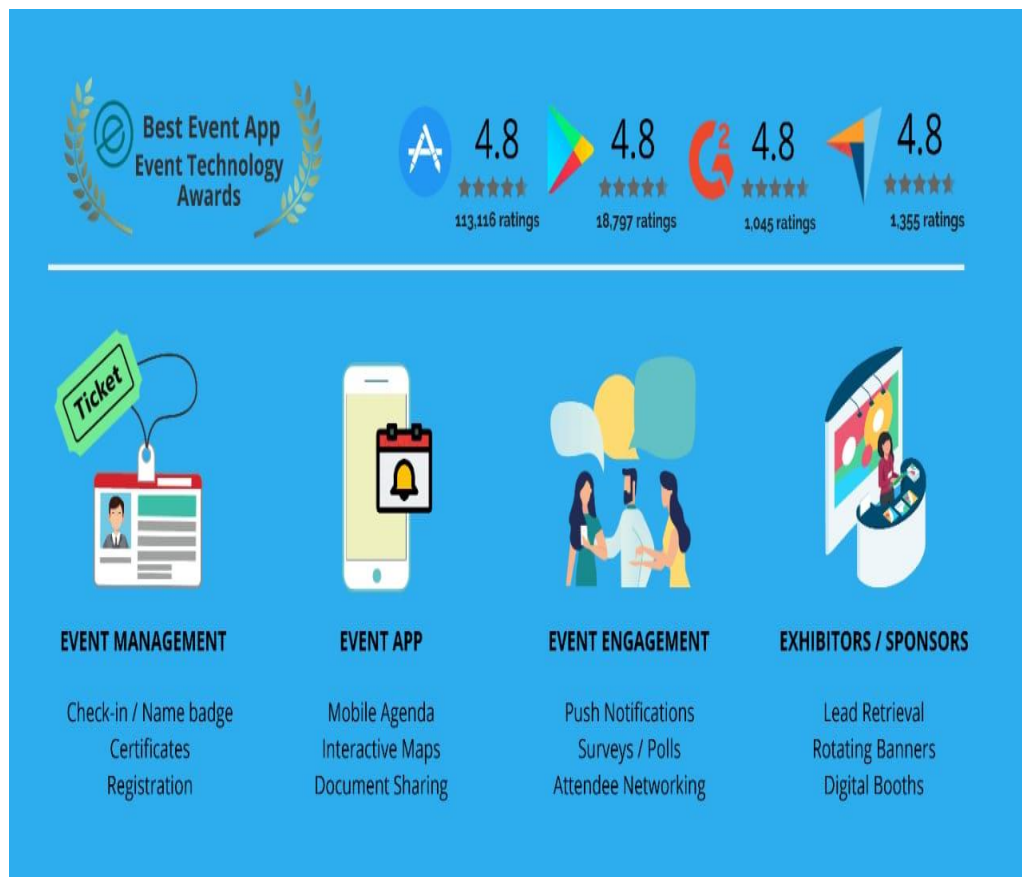 Best Event App
Event Technology
Awards
4.8
113,116 ratings
4.8
18,797 ratings
G2
4.8
1,045 ratings
4.8
1,355 ratings
Ticket
EVENT MANAGEMENT
Check-in / Name badge
Certificates
Registration
EVENT APP
Mobile Agenda
Interactive Maps
Document Sharing
EVENT ENGAGEMENT
Push Notifications
Surveys / Polls
Attendee Networking
EXHIBITORS / SPONSORS
Lead Retrieval
Rotating Banners
Digital Booths